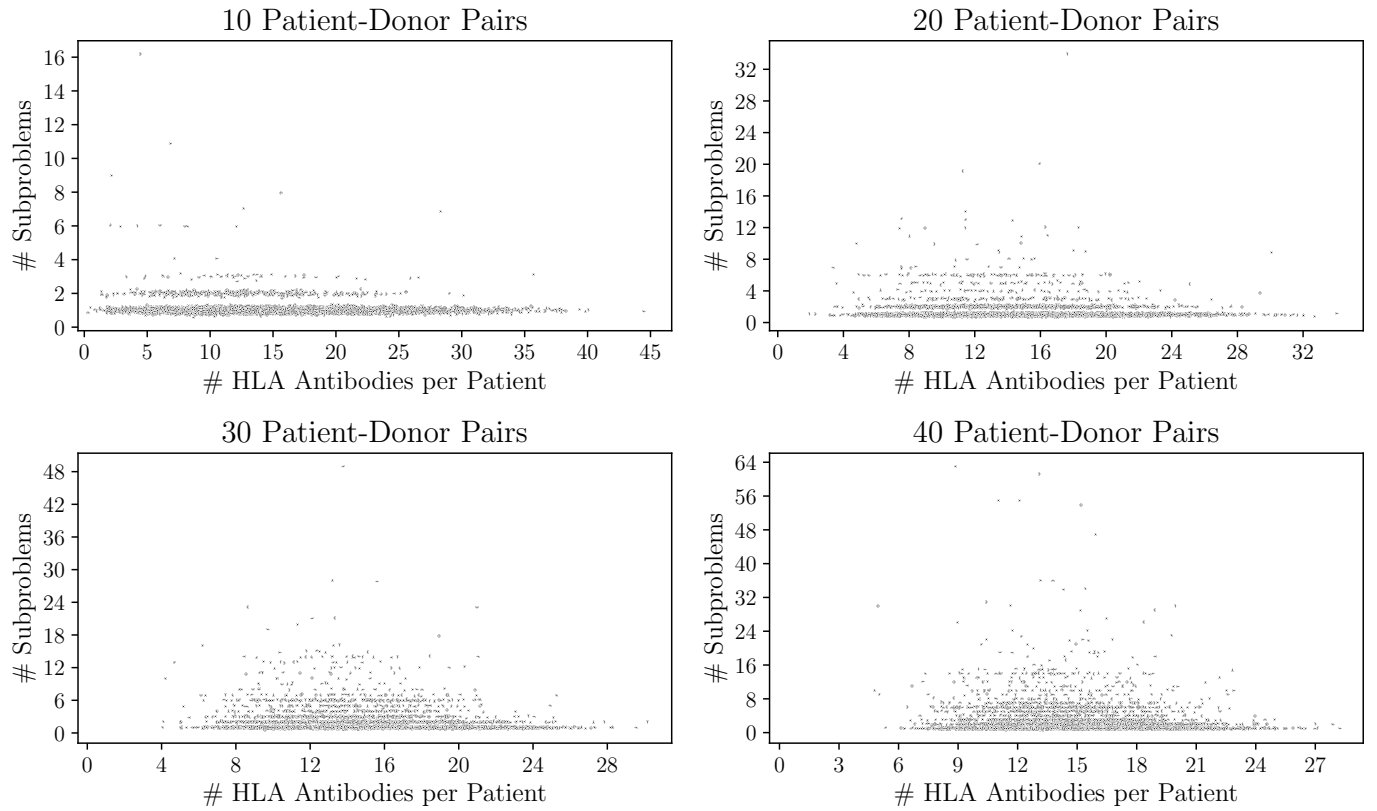 10 Patient-Donor Pairs
# Subproblems
16
14
12
10
8
6
4
2
0
0 5 10 15 20 25 30 35 40 45
# HLA Antibodies per Patient
20 Patient-Donor Pairs
# Subproblems
32
28
24
20
16
12
8
4
0
0 4 8 12 16 20 24 28 32
# HLA Antibodies per Patient
30 Patient-Donor Pairs
# Subproblems
48
42
36
30
24
18
12
6
0
0 4 8 12 16 20 24 28
# HLA Antibodies per Patient
40 Patient-Donor Pairs
# Subproblems
64
56
48
40
32
24
16
8
0
0 3 6 9 12 15 18 21 24 27
# HLA Antibodies per Patient